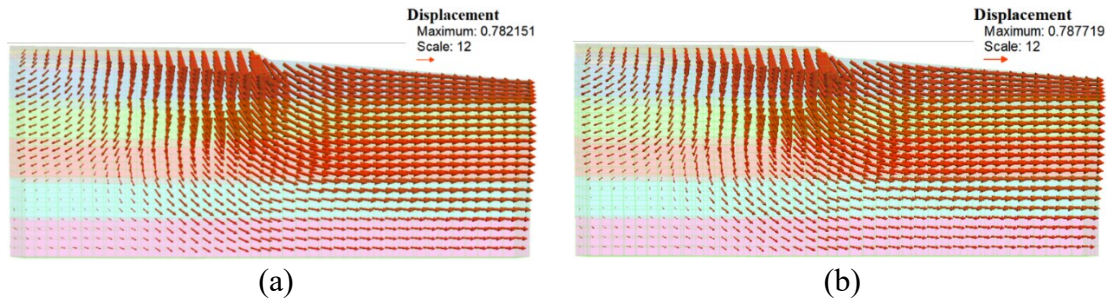 Displacement
Maximum: 0.782151
Scale: 12
(a)
Displacement
Maximum: 0.787719
Scale: 12
(b)